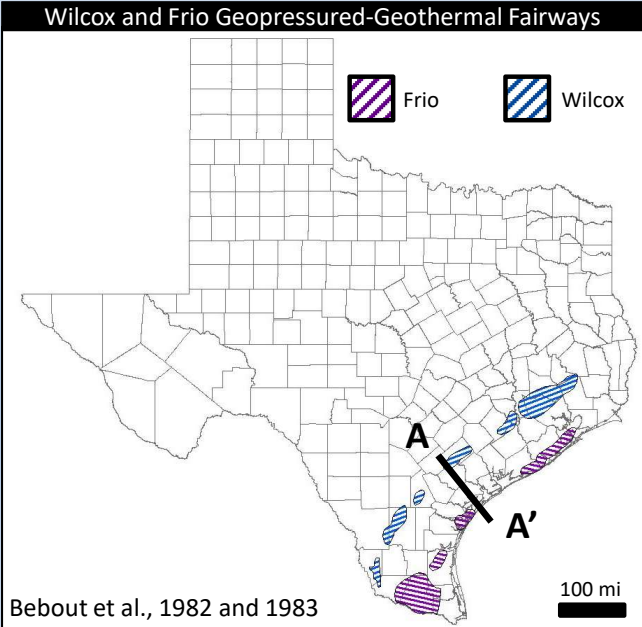 Wilcox and Frio Geopressured-Geothermal Fairways
Frio
Wilcox
A
A'
100 mi
Bebout et al., 1982 and 1983